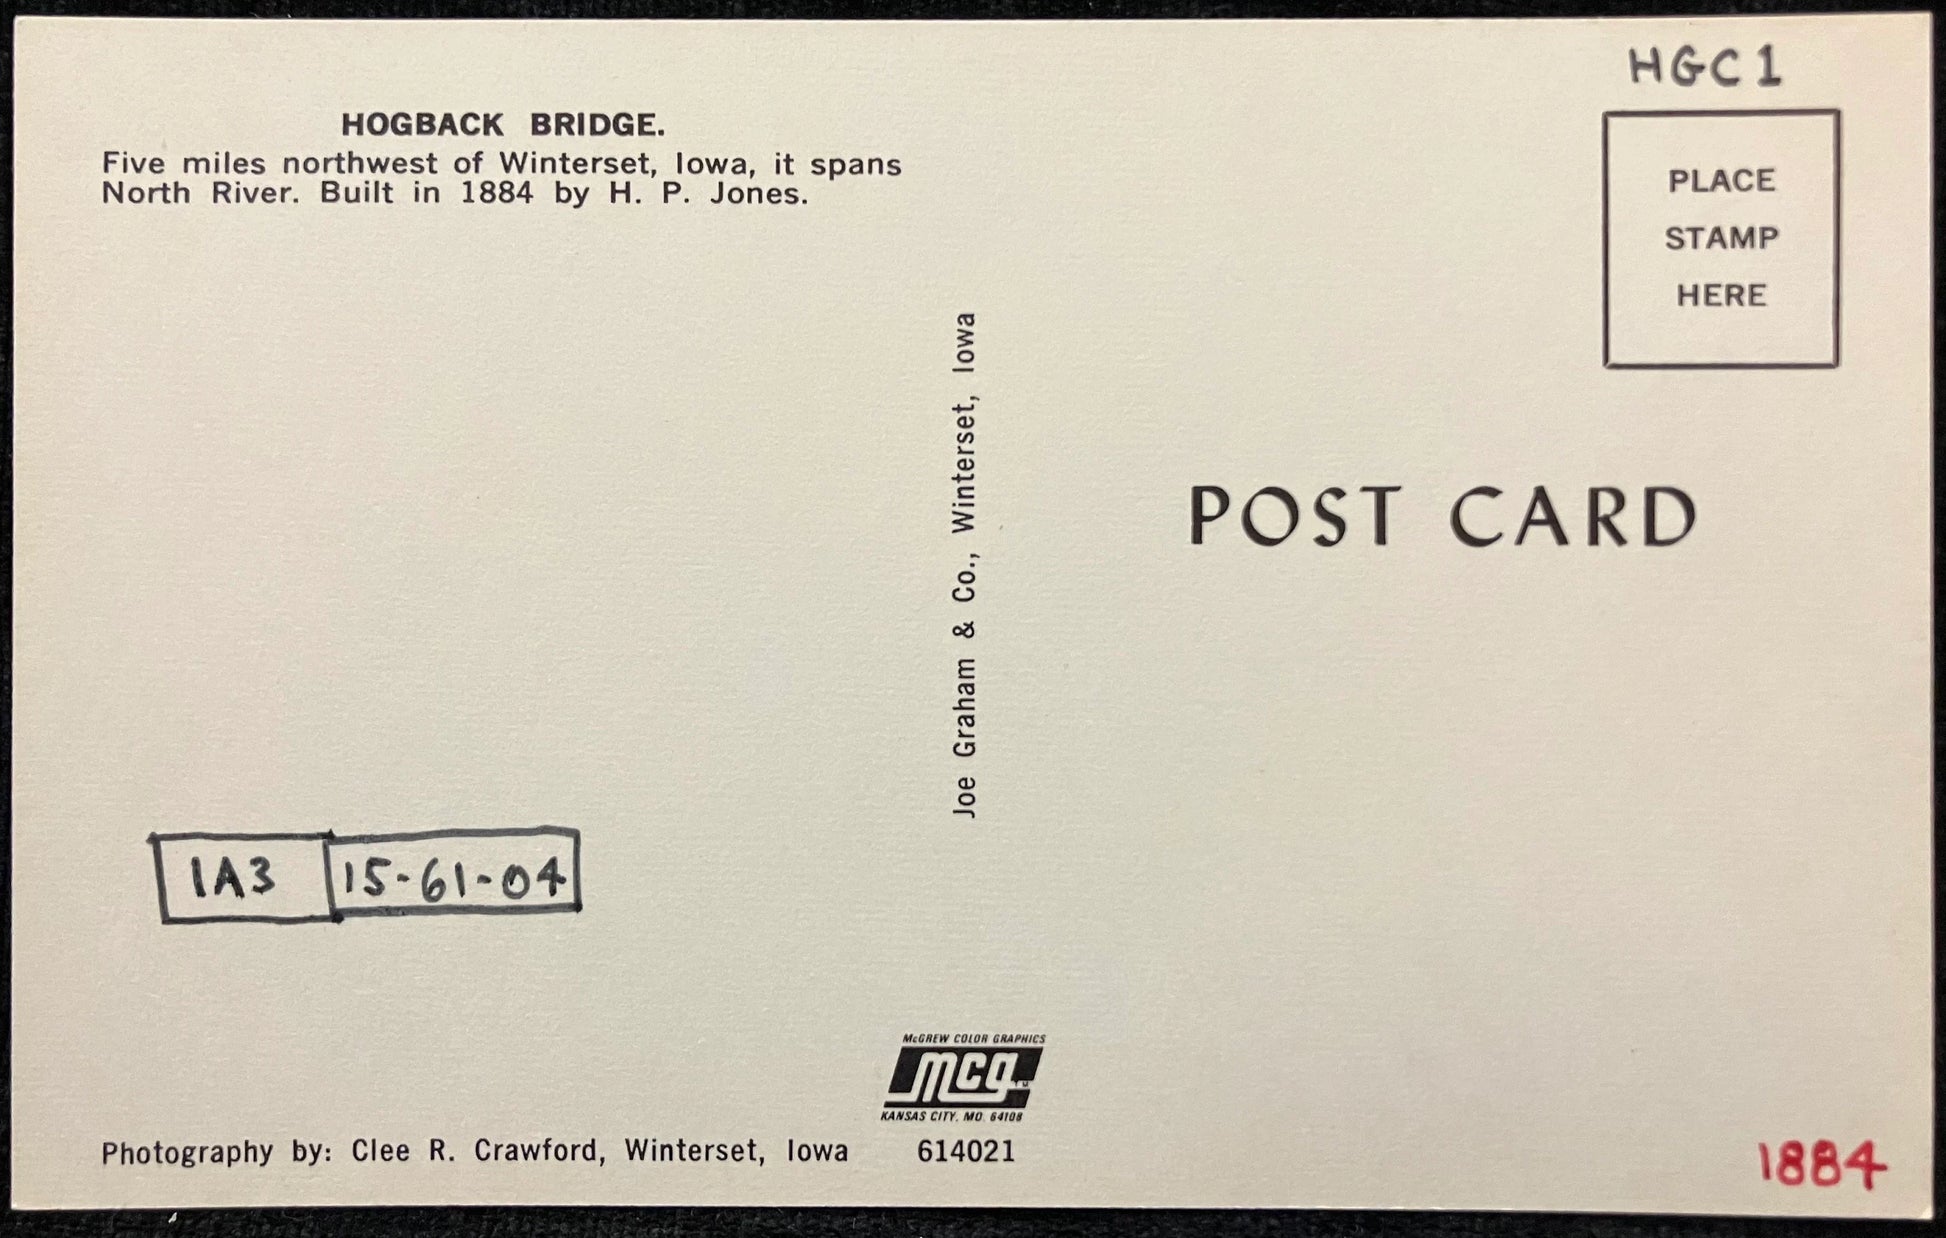 HGC1
HOGBACK BRIDGE.
Five miles northwest of Winterset, Iowa, it spans
North River. Built in 1884 by H. P. Jones.
PLACE
STAMP
HERE
Joe Graham & Co., Winterset, Iowa
POST CARD
IA3 15-61-04
McGREW COLOR GRAPHICS
mcg TM
KANSAS CITY, MO. 64108
Photography by: Clee R. Crawford, Winterset, Iowa 614021
1884